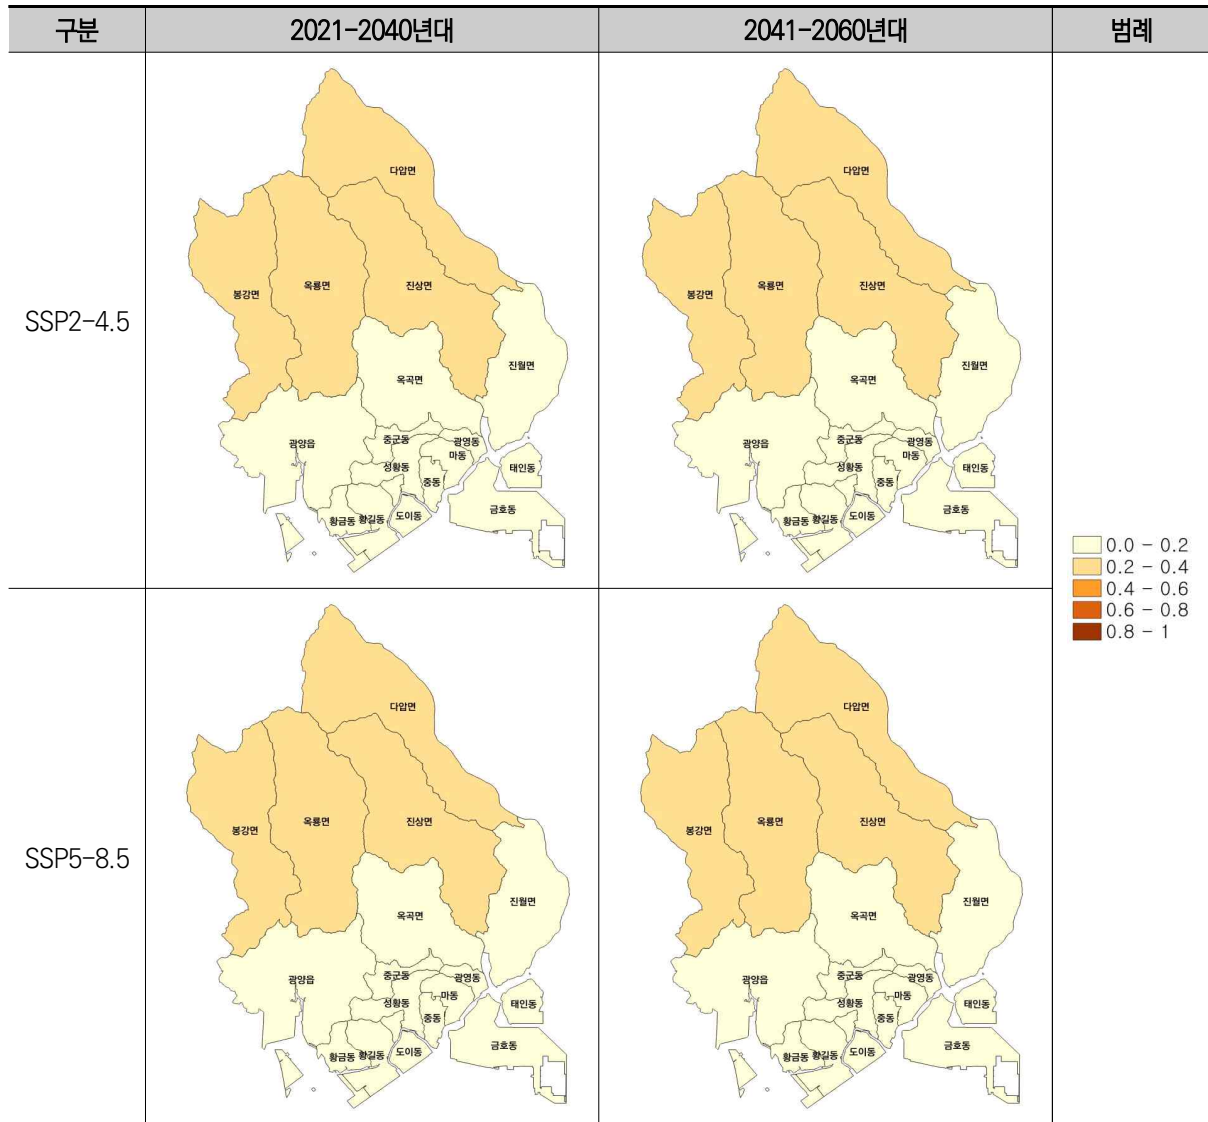 구분 2021-2040년대 2041-2060년대 범례
SSP2-4.5
다압면
봉강면 옥룡면 진상면
진월면
옥곡면
광양읍 중군동 광영동
마동
성황동 태인동
중동
황금동 황길동 도이동 금호동
다압면
봉강면 옥룡면 진상면
진월면
옥곡면
광양읍 중군동 광영동
마동
성황동 태인동
중동
황금동 황길동 도이동 금호동
0.0 - 0.2
0.2 - 0.4
0.4 - 0.6
0.6 - 0.8
0.8 - 1
SSP5-8.5
다압면
봉강면 옥룡면 진상면
진월면
옥곡면
광양읍 중군동 광영동
마동
성황동 태인동
중동
황금동 황길동 도이동 금호동
다압면
봉강면 옥룡면 진상면
진월면
옥곡면
광양읍 중군동 광영동
마동
성황동 태인동
중동
황금동 황길동 도이동 금호동